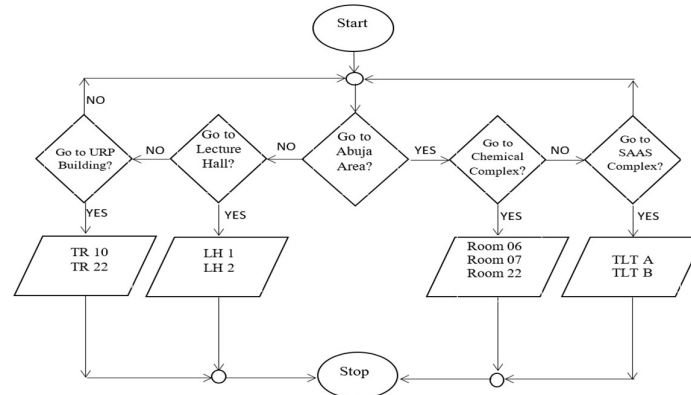 Start
NO
Go to URP
Building?
NO
Go to
Lecture
Hall?
NO
Go to
Abuja
Area?
YES
Go to
Chemical
Complex?
NO
Go to
SAAS
Complex?
YES
YES
YES
YES
TR 10
TR 22
LH 1
LH 2
Room 06
Room 07
Room 22
TLT A
TLT B
Stop